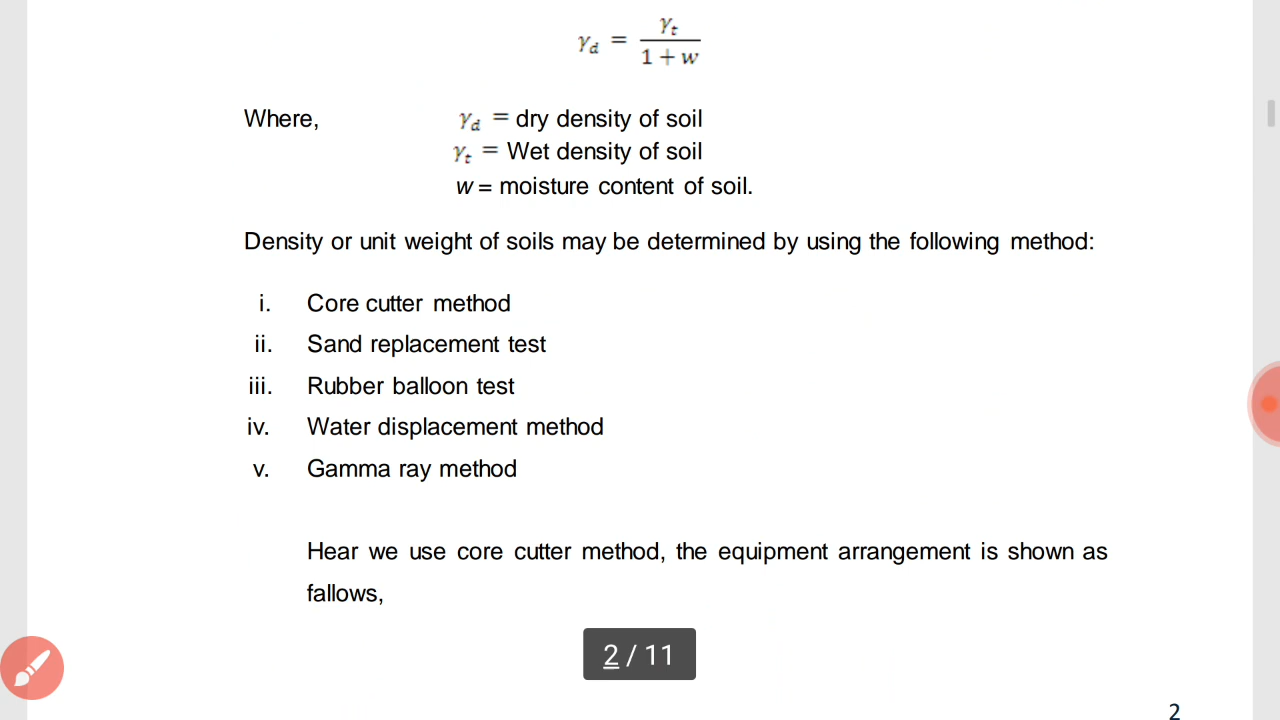 γd = γt / 1 + w
Where, γd = dry density of soil
γt = Wet density of soil
w = moisture content of soil.
Density or unit weight of soils may be determined by using the following method:
i. Core cutter method
ii. Sand replacement test
iii. Rubber balloon test
iv. Water displacement method
v. Gamma ray method
Hear we use core cutter method, the equipment arrangement is shown as
fallows,
2 / 11
2